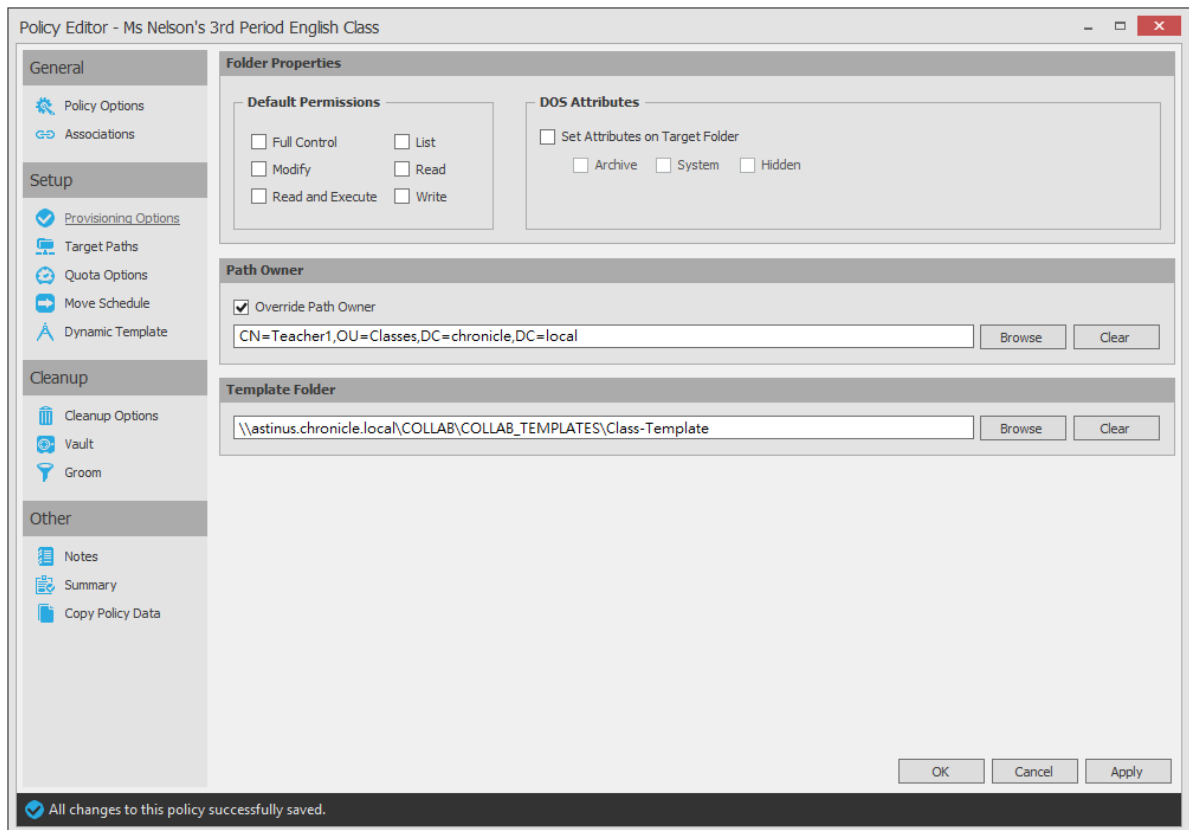 Policy Editor - Ms Nelson's 3rd Period English Class
General
Policy Options
Associations
Setup
Provisioning Options
Target Paths
Quota Options
Move Schedule
Dynamic Template
Cleanup
Cleanup Options
Vault
Groom
Other
Notes
Summary
Copy Policy Data
Folder Properties
Default Permissions
Full Control List
Modify Read
Read and Execute Write
DOS Attributes
Set Attributes on Target Folder
Archive System Hidden
Path Owner
Override Path Owner
CN=Teacher1,OU=Classes,DC=chronicle,DC=local Browse Clear
Template Folder
\\astinus.chronicle.local\COLLAB\COLLAB_TEMPLATES\Class-Template Browse Clear
OK Cancel Apply
All changes to this policy successfully saved.